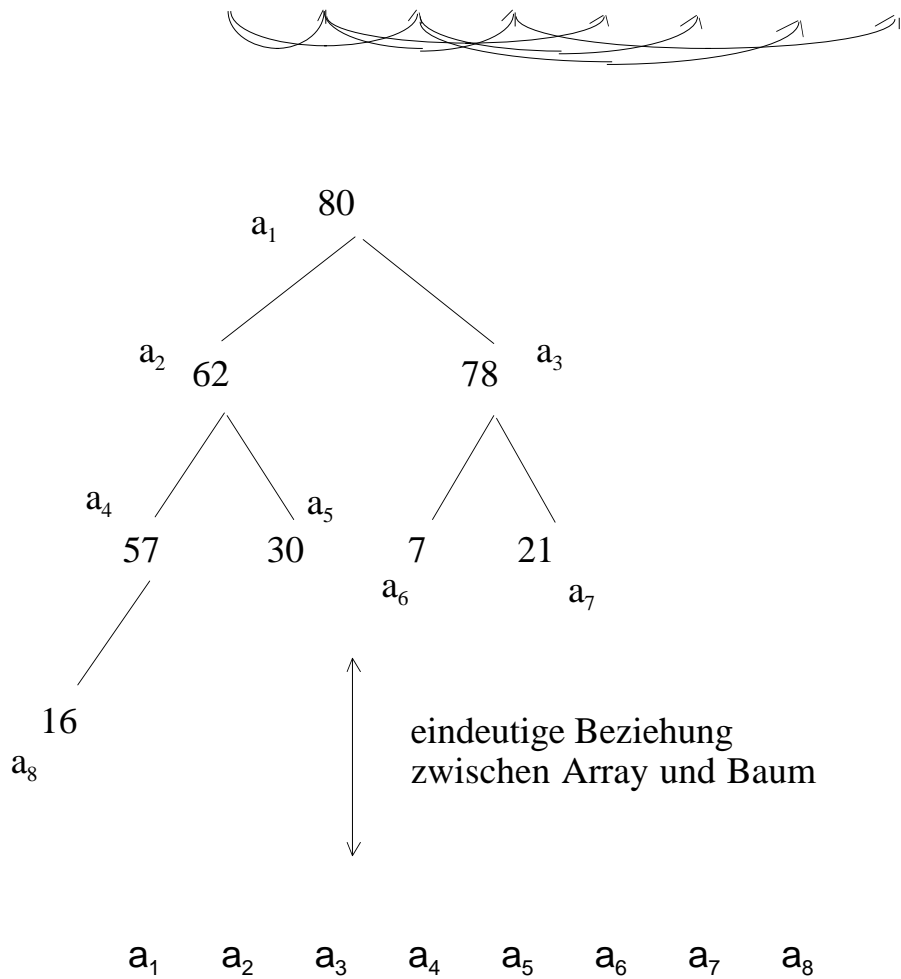 80
a₁
a₂ 62 78 a₃
a₄ a₅
57 30 7 21
a₆ a₇
16
a₈
eindeutige Beziehung
zwischen Array und Baum
a₁ a₂ a₃ a₄ a₅ a₆ a₇ a₈